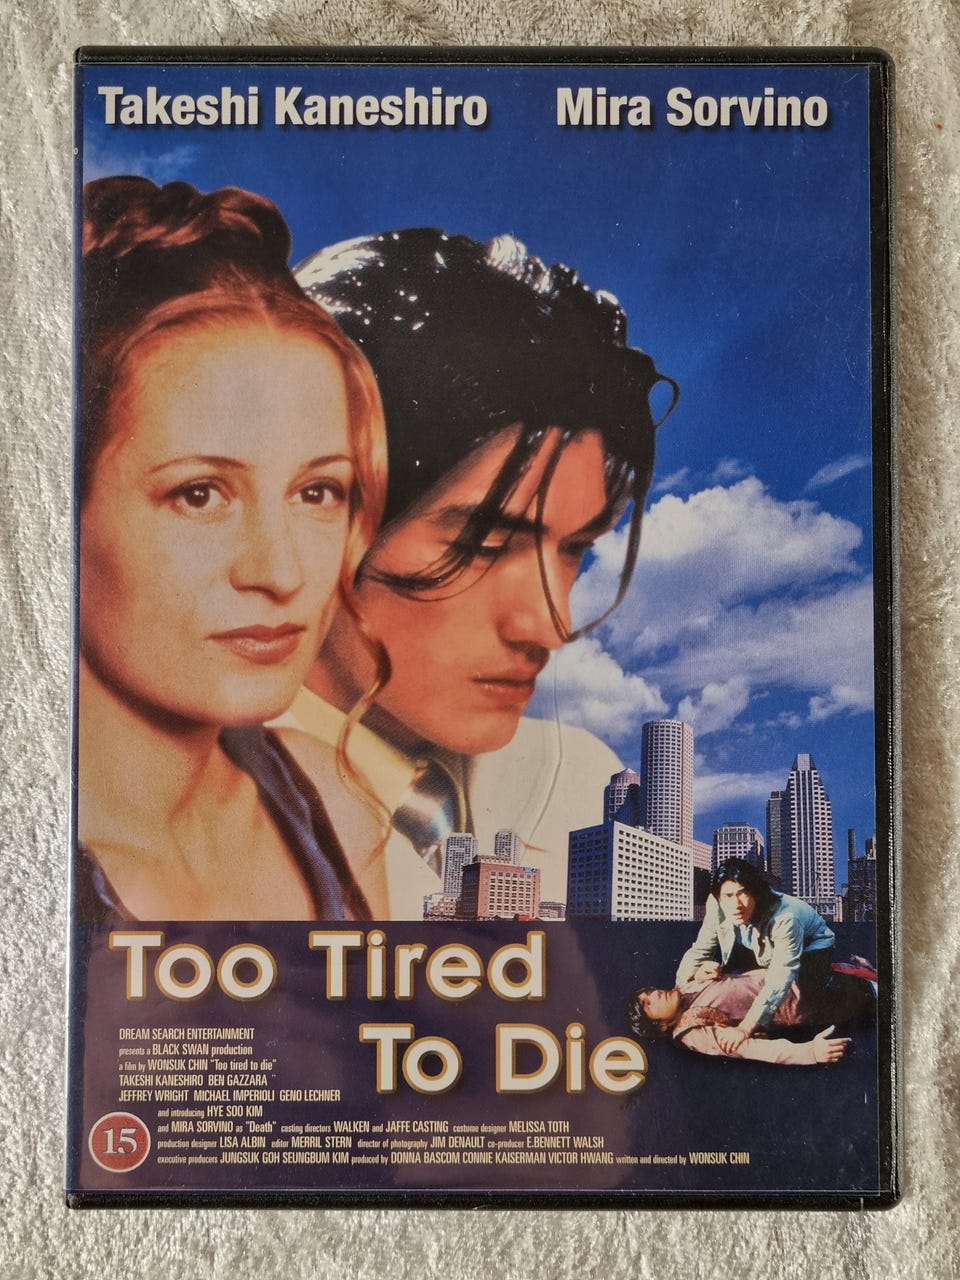 Takeshi Kaneshiro Mira Sorvino
Too Tired
To Die
DREAM SEARCH ENTERTAINMENT
presents a BLACK SWAN production
a film by WONSUK CHIN "Too tired to die"
TAKESHI KANESHIRO BEN GAZZARA
JEFFREY WRIGHT MICHAEL IMPERIOLI GENO LECHNER
and introducing HYE SOO KIM
and MIRA SORVINO as "Death" casting directors WALKEN and JAFFE CASTING costume designer MELISSA TOTH
production designer LISA ALBIN editor MERRIL STERN director of photography JIM DENAULT co-producer E.BENNETT WALSH
executive producers JUNGSUK GOH SEUNGBUM KIM produced by DONNA BASCOM CONNIE KAISERMAN VICTOR HWANG written and directed by WONSUK CHIN
15